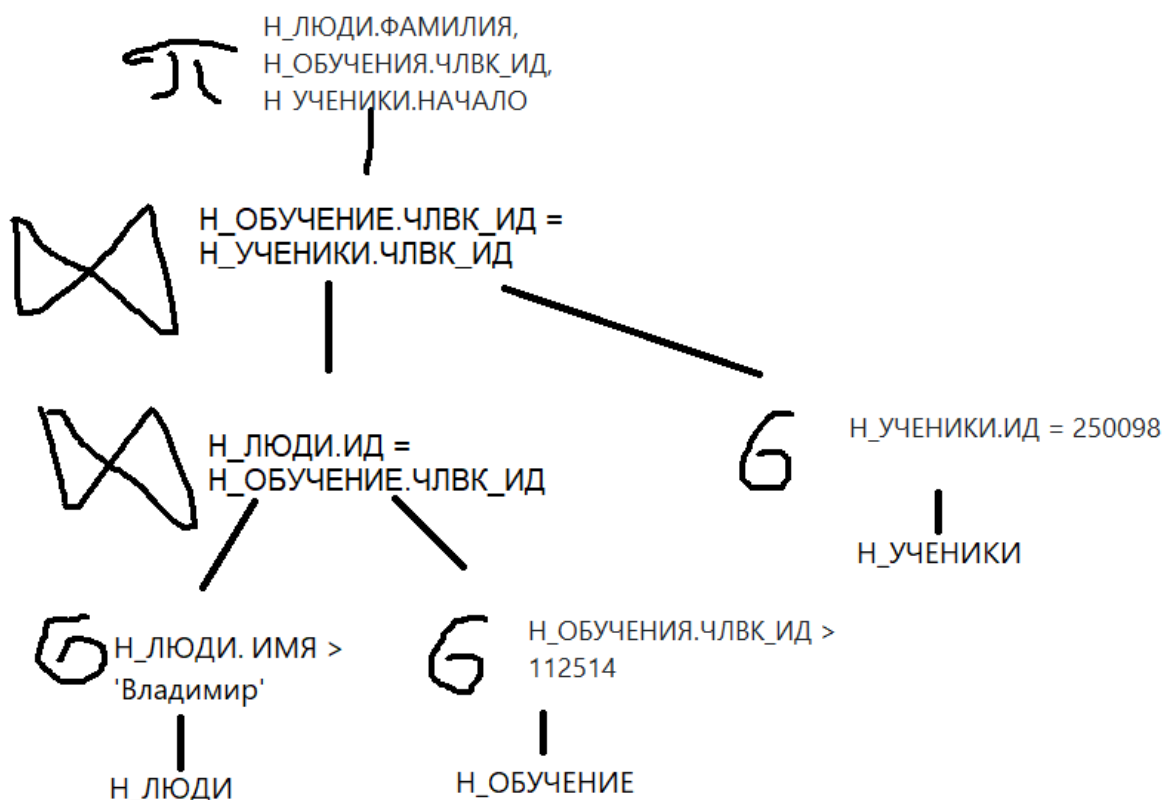 Н_ЛЮДИ.ФАМИЛИЯ,
Н_ОБУЧЕНИЯ.ЧЛВК_ИД,
Н_УЧЕНИКИ.НАЧАЛО
Н_ОБУЧЕНИЕ.ЧЛВК_ИД =
Н_УЧЕНИКИ.ЧЛВК_ИД
Н_ЛЮДИ.ИД =
Н_ОБУЧЕНИЕ.ЧЛВК_ИД
Н_УЧЕНИКИ.ИД = 250098
Н_УЧЕНИКИ
Н_ЛЮДИ. ИМЯ >
'Владимир'
Н_ОБУЧЕНИЯ.ЧЛВК_ИД >
112514
Н_ЛЮДИ
Н_ОБУЧЕНИЕ